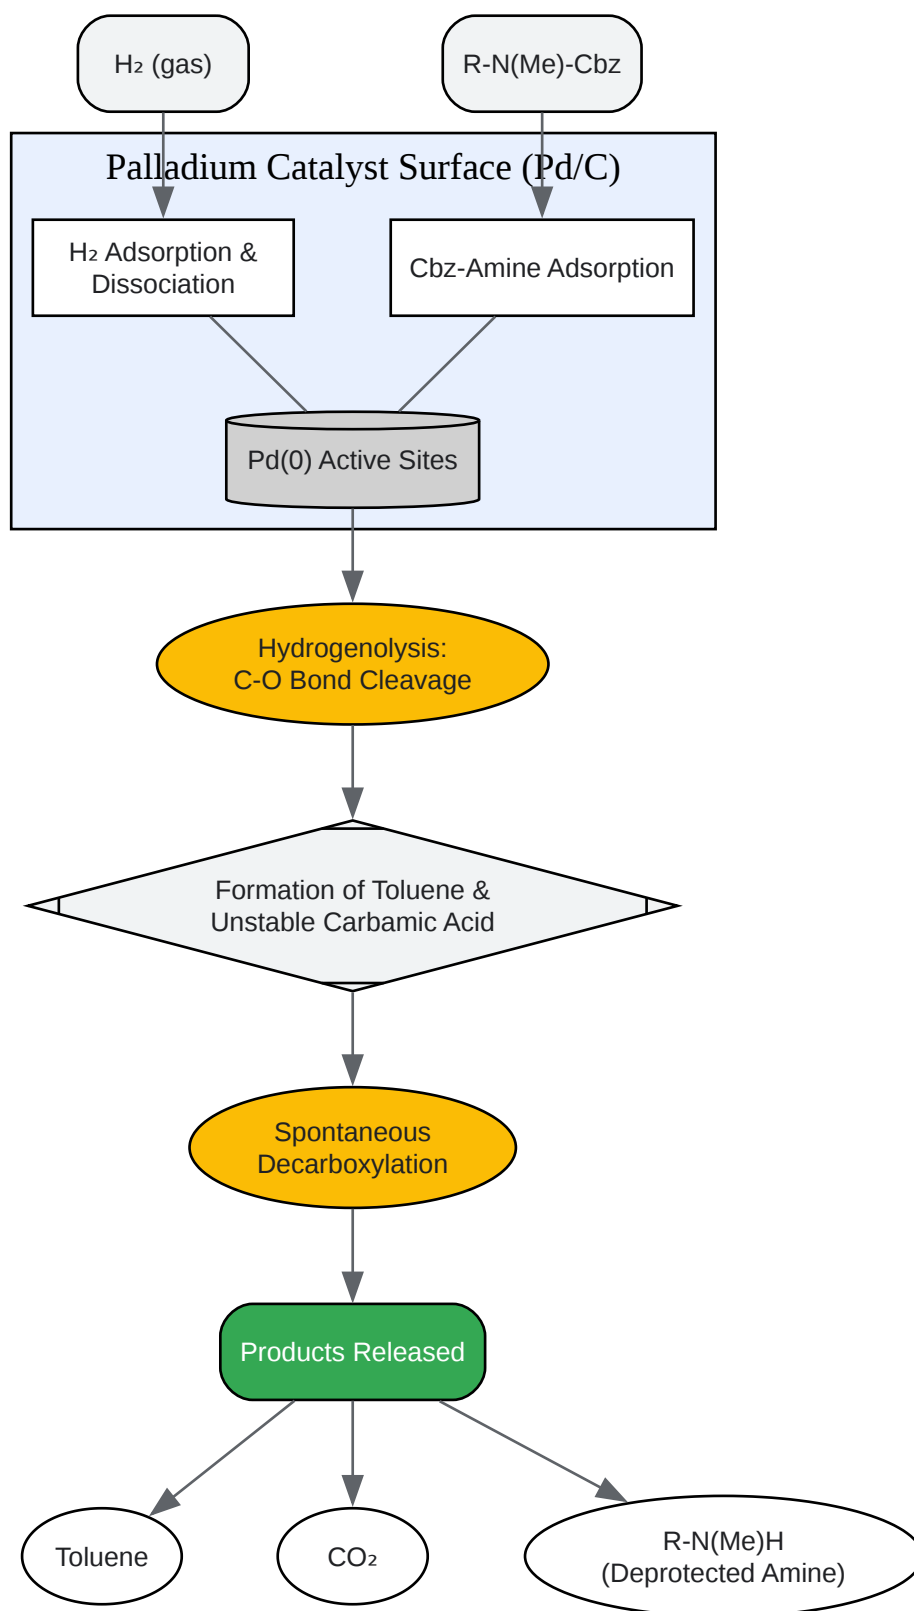 H₂ (gas)
R-N(Me)-Cbz
Palladium Catalyst Surface (Pd/C)
H₂ Adsorption &
Dissociation
Cbz-Amine Adsorption
Pd(0) Active Sites
Hydrogenolysis:
C-O Bond Cleavage
Formation of Toluene &
Unstable Carbamic Acid
Spontaneous
Decarboxylation
Products Released
Toluene
CO₂
R-N(Me)H
(Deprotected Amine)